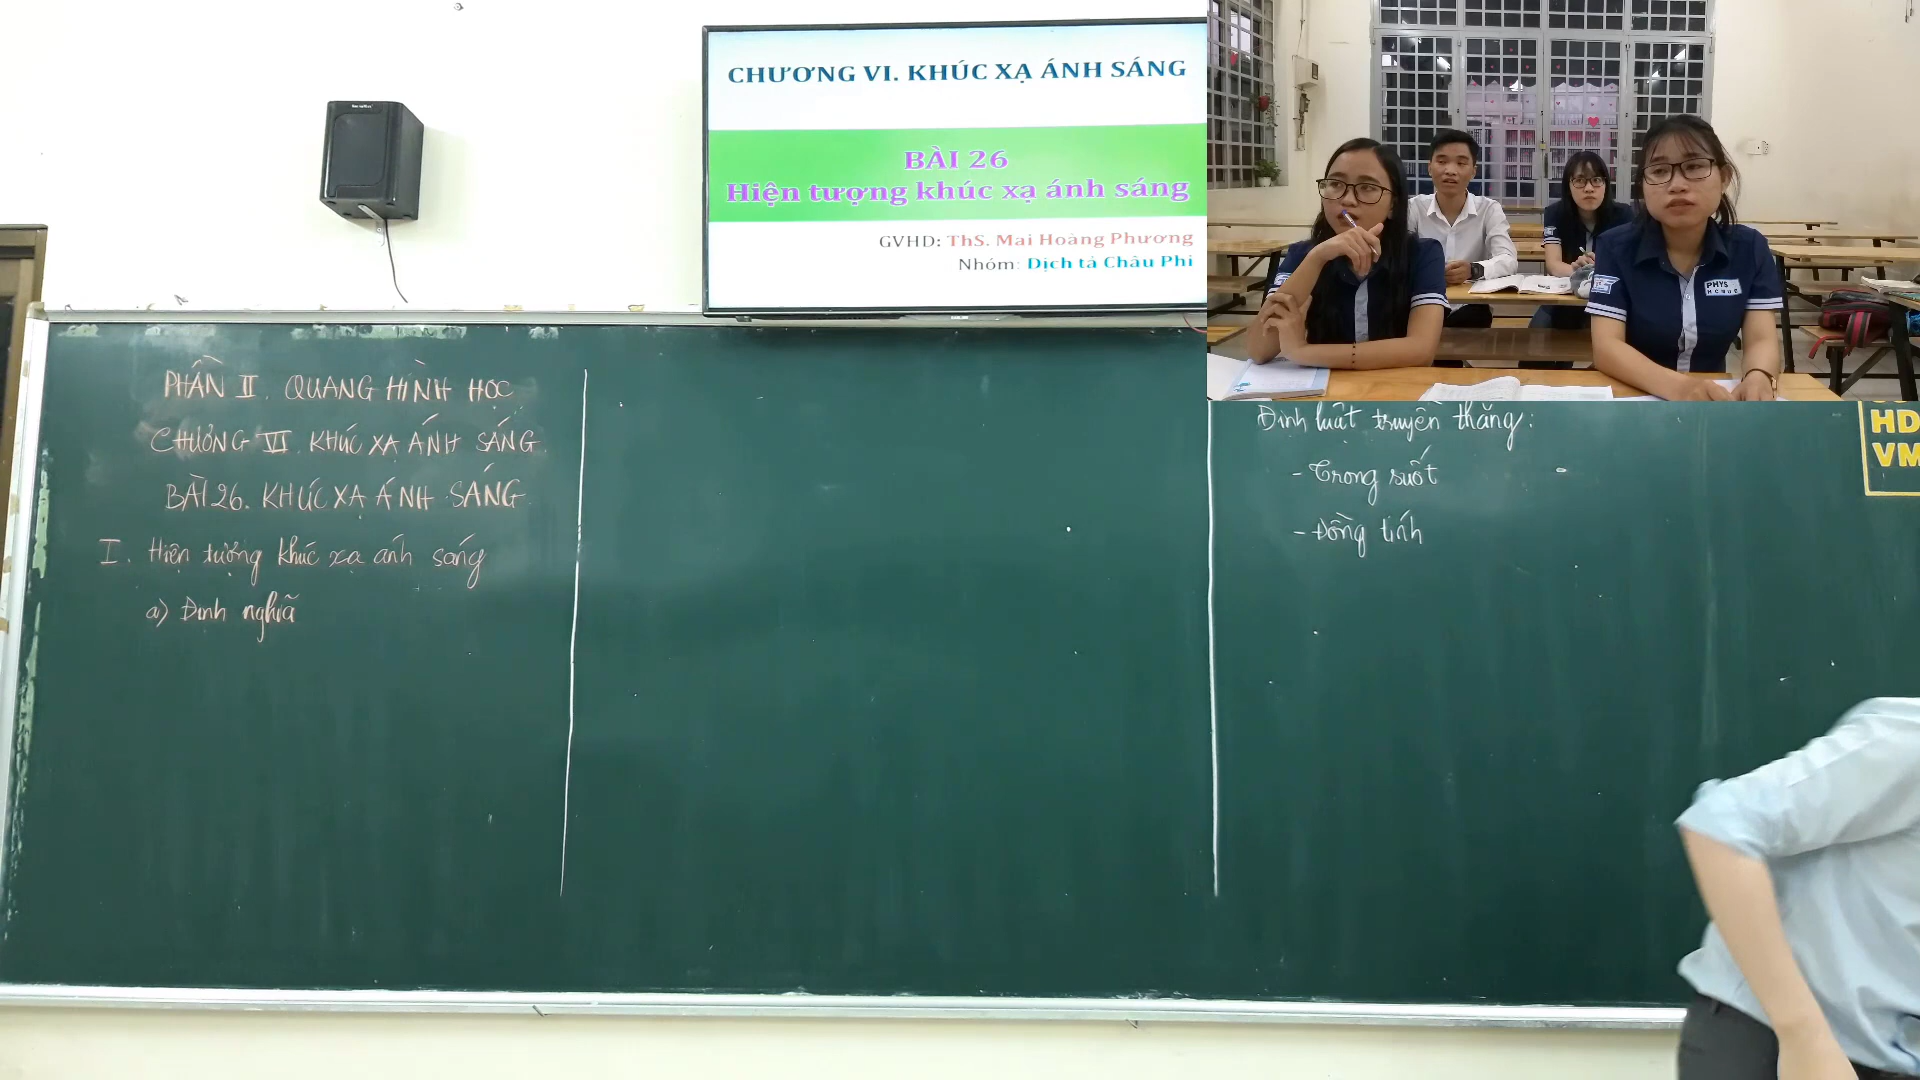 CHƯƠNG VI. KHÚC XẠ ÁNH SÁNG
BÀI 26
Hiện tượng khúc xạ ánh sáng
GVHD: ThS. Mai Hoàng Phương
Nhóm: Dịch tả Châu Phi
PHẦN II. QUANG HÌNH HỌC
CHƯƠNG VI. KHÚC XẠ ÁNH SÁNG.
BÀI 26. KHÚC XẠ ÁNH SÁNG.
I. Hiện tượng khúc xạ ánh sáng
a) Định nghĩã
Định luật truyền thẳng:
- Trong suốt
- Đồng tính
PHYS
HCMUE
HD
VM